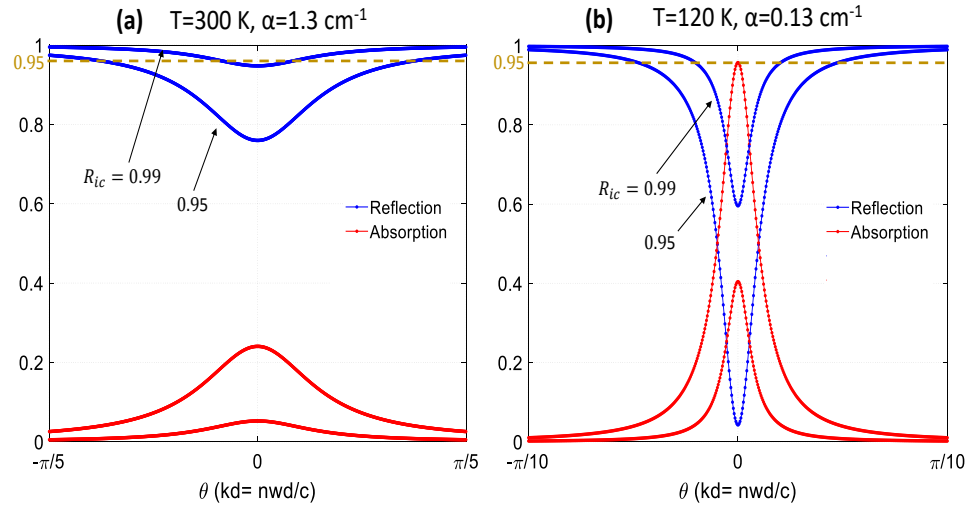 (a) T=300 K, α=1.3 cm⁻¹
1
0.95
0.8
0.6
0.4
0.2
0
R_ic = 0.99
0.95
Reflection
Absorption
-π/5 0 π/5
θ (kd= nwd/c)
(b) T=120 K, α=0.13 cm⁻¹
1
0.95
0.8
0.6
0.4
0.2
0
R_ic = 0.99
0.95
Reflection
Absorption
-π/10 0 π/10
θ (kd= nwd/c)